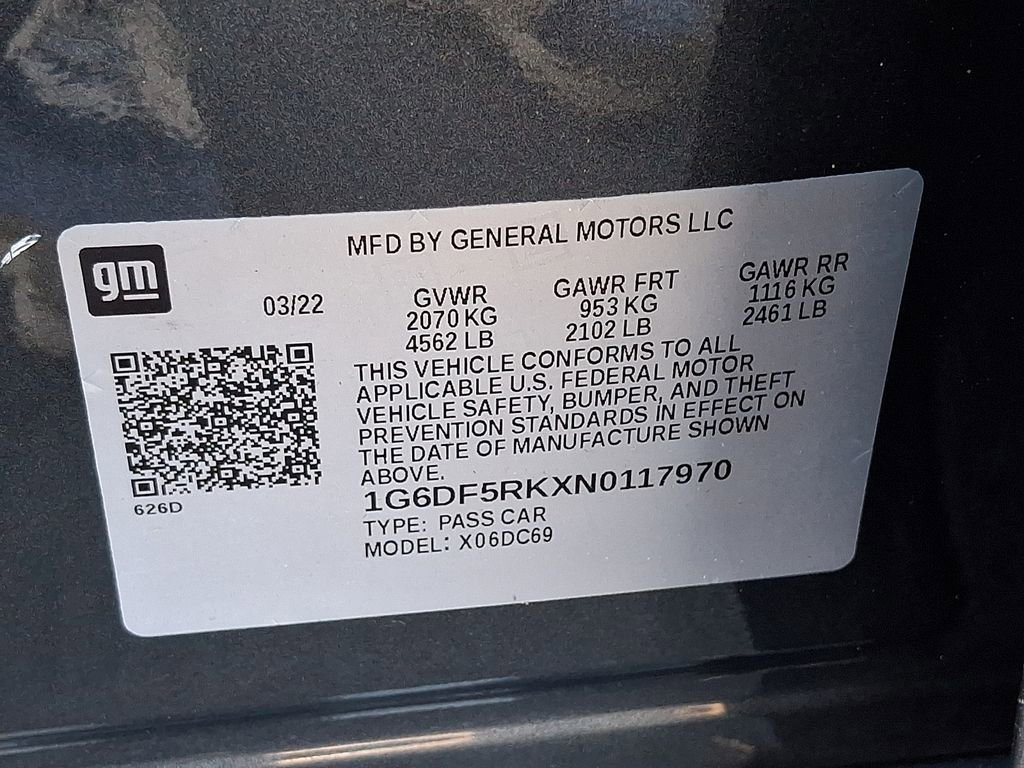 gm
MFD BY GENERAL MOTORS LLC
03/22
GVWR
2070 KG
4562 LB
GAWR FRT
953 KG
2102 LB
GAWR RR
1116 KG
2461 LB
THIS VEHICLE CONFORMS TO ALL
APPLICABLE U.S. FEDERAL MOTOR
VEHICLE SAFETY, BUMPER, AND THEFT
PREVENTION STANDARDS IN EFFECT ON
THE DATE OF MANUFACTURE SHOWN
ABOVE.
1G6DF5RKXN0117970
TYPE: PASS CAR
MODEL: X06DC69
626D